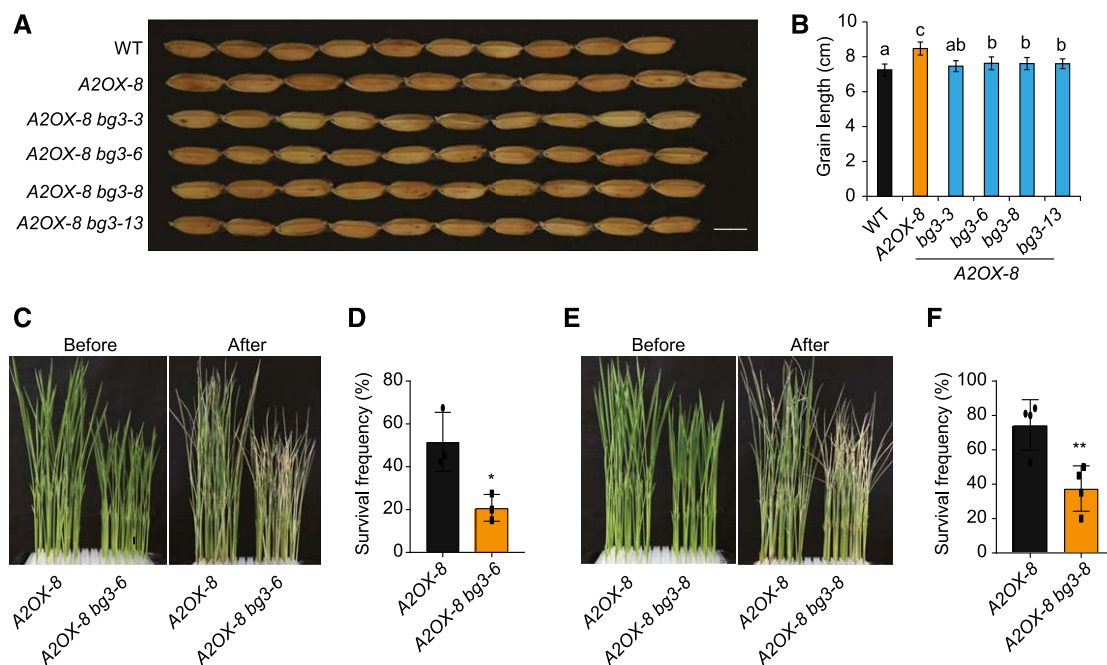 A
WT
A2OX-8
A2OX-8 bg3-3
A2OX-8 bg3-6
A2OX-8 bg3-8
A2OX-8 bg3-13
B
Grain length (cm)
10
8
6
4
2
0
a
c
ab
b
b
b
WT
A2OX-8
bg3-3
bg3-6
bg3-8
bg3-13
A2OX-8
C
Before
After
A2OX-8
A2OX-8 bg3-6
A2OX-8
A2OX-8 bg3-6
D
Survival frequency (%)
80
60
40
20
0
*
A2OX-8
A2OX-8 bg3-6
E
Before
After
A2OX-8
A2OX-8 bg3-8
A2OX-8
A2OX-8 bg3-8
F
Survival frequency (%)
100
80
60
40
20
0
**
A2OX-8
A2OX-8 bg3-8